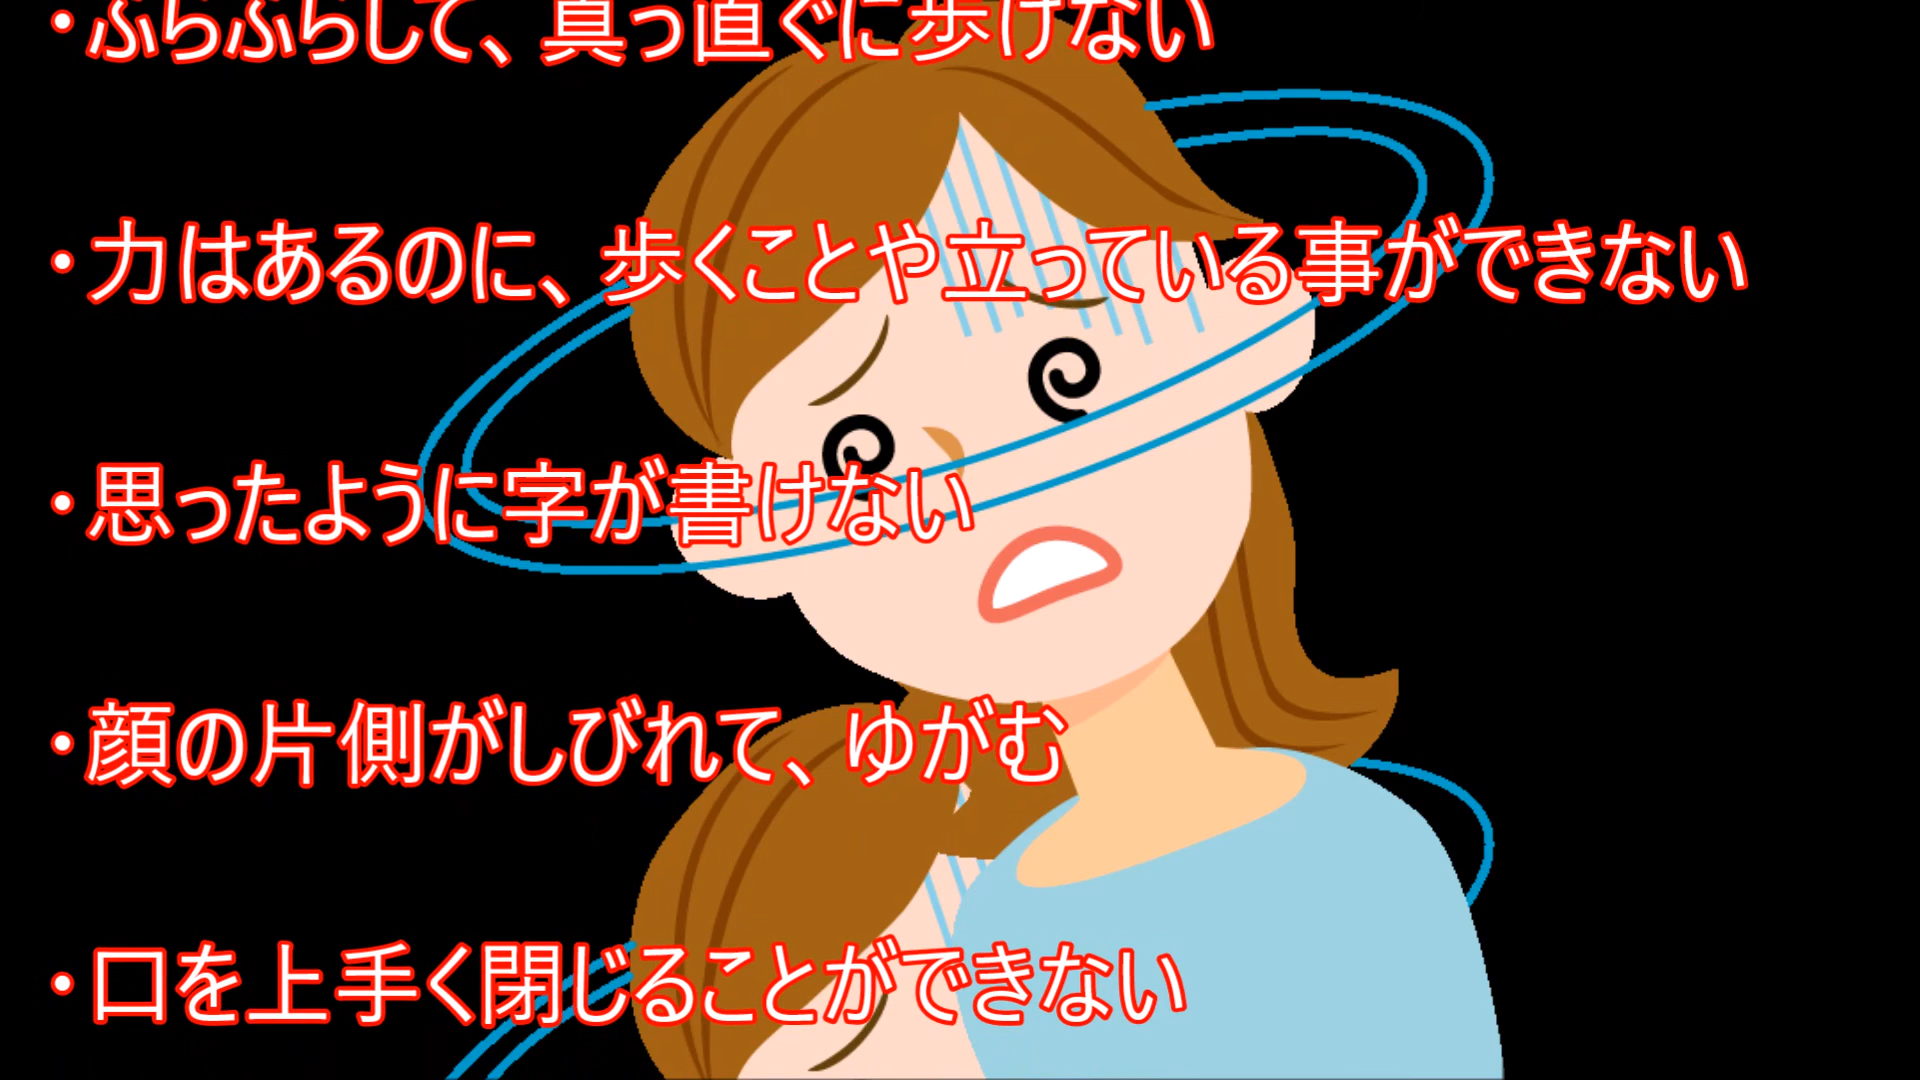 ・ふらふらして、真っ直ぐに歩けない
・力はあるのに、歩くことや立っている事ができない
・思ったように字が書けない
・顔の片側がしびれて、ゆがむ
・口を上手く閉じることができない